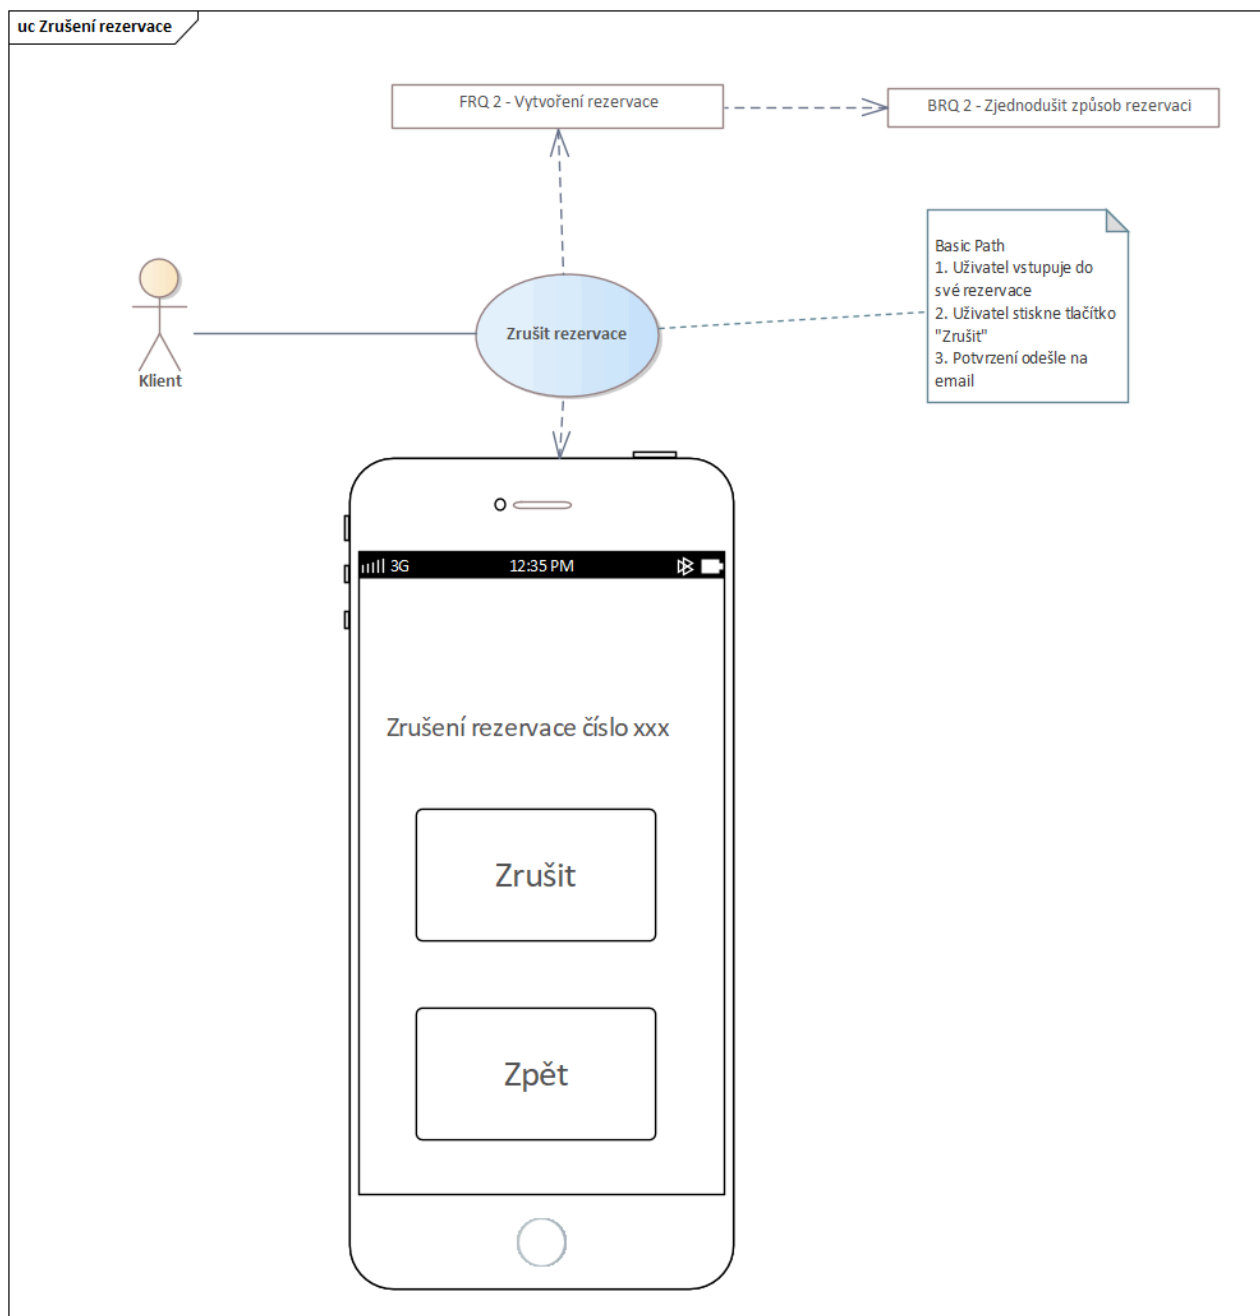 uc Zrušení rezervace
FRQ 2 - Vytvoření rezervace
BRQ 2 - Zjednodušit způsob rezervaci
Basic Path
1. Uživatel vstupuje do
své rezervace
2. Uživatel stiskne tlačítko
"Zrušit"
3. Potvrzení odešle na
email
Zrušit rezervace
Klient
3G
12:35 PM
Zrušení rezervace číslo xxx
Zrušit
Zpět